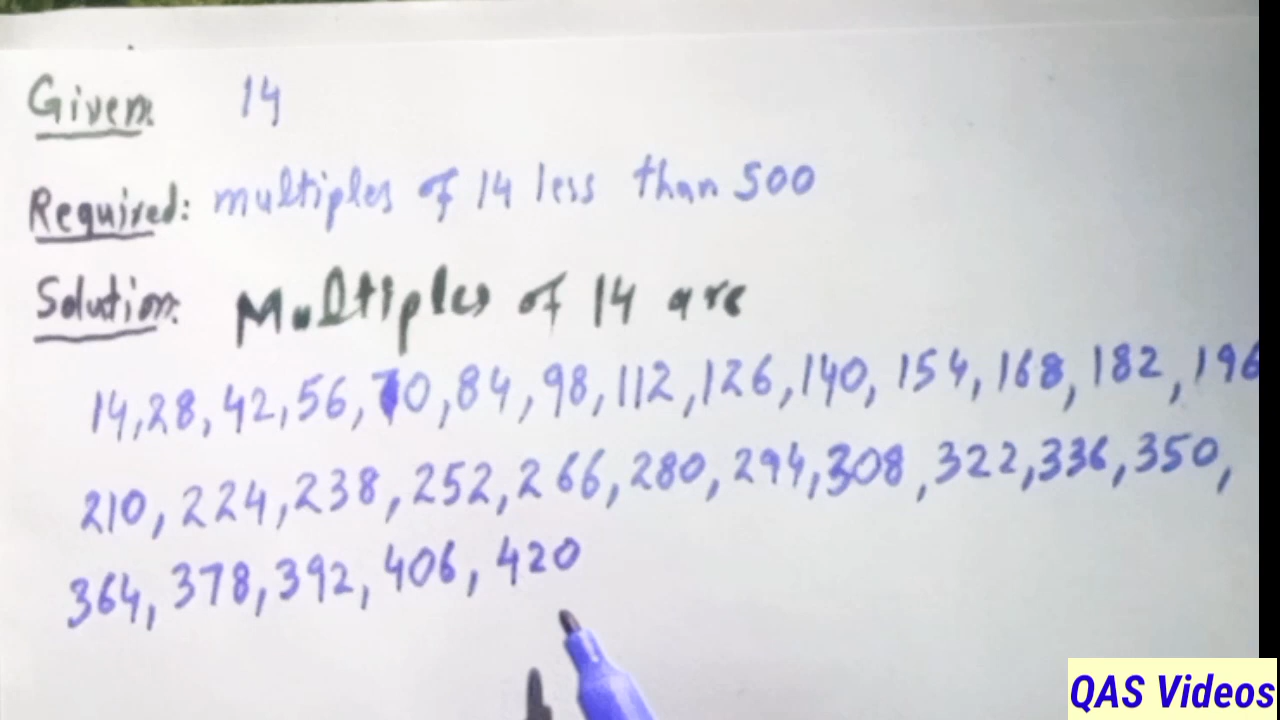 Given: 14
Required: multiples of 14 less than 500
Solution: Multiples of 14 are
14, 28, 42, 56, 70, 84, 98, 112, 126, 140, 154, 168, 182, 196
210, 224, 238, 252, 266, 280, 294, 308, 322, 336, 350,
364, 378, 392, 406, 420
QAS Videos